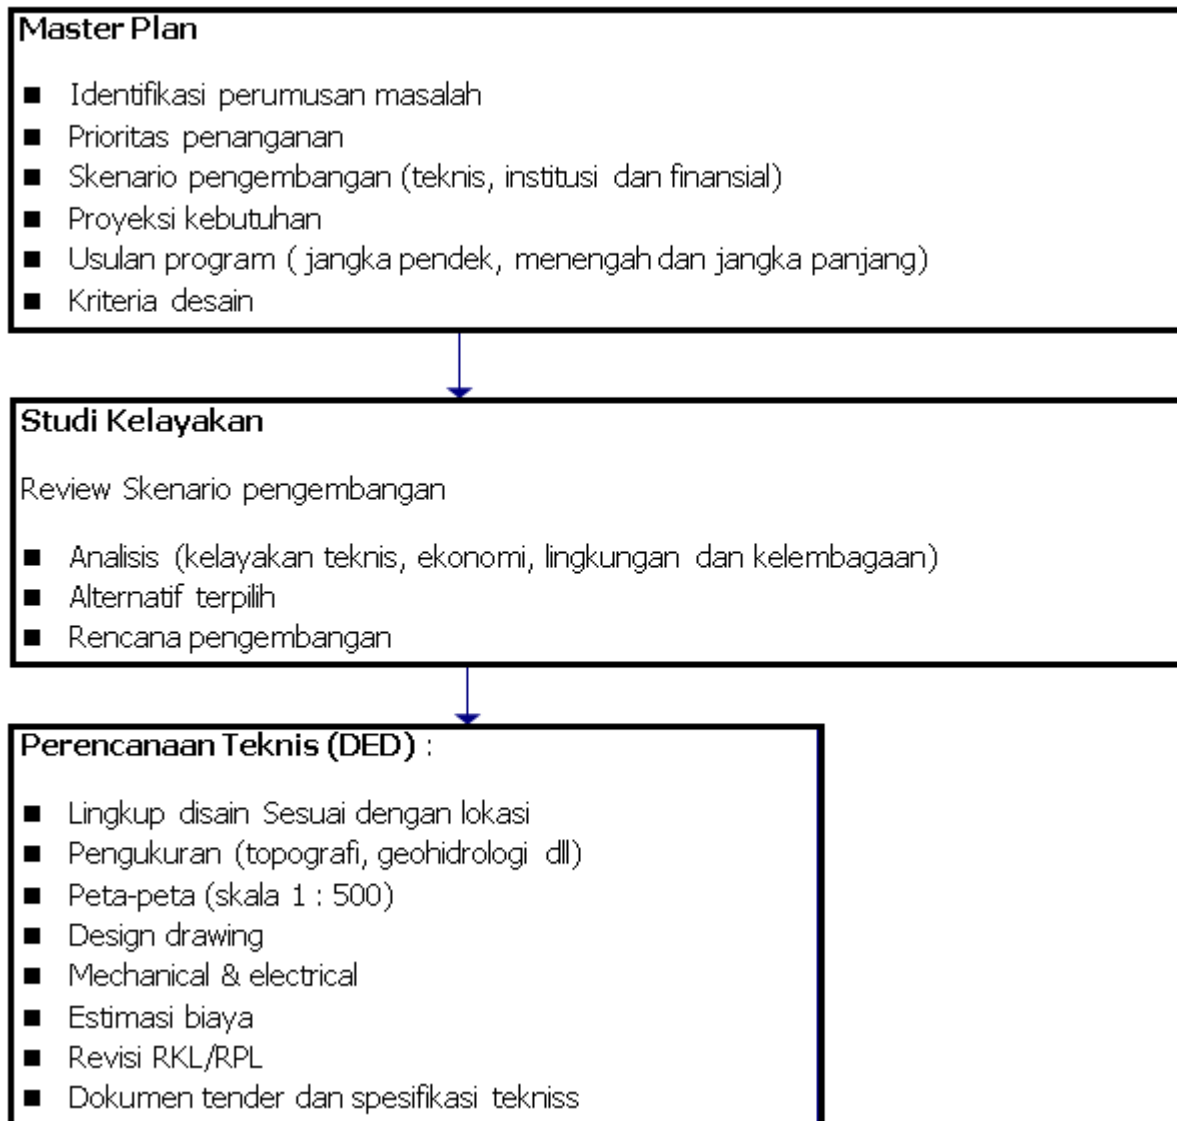 Master Plan
■ Identifikasi perumusan masalah
■ Prioritas penanganan
■ Skenario pengembangan (teknis, institusi dan finansial)
■ Proyeksi kebutuhan
■ Usulan program ( jangka pendek, menengah dan jangka panjang)
■ Kriteria desain
Studi Kelayakan
Review Skenario pengembangan
■ Analisis (kelayakan teknis, ekonomi, lingkungan dan kelembagaan)
■ Alternatif terpilih
■ Rencana pengembangan
Perencanaan Teknis (DED) :
■ Lingkup disain Sesuai dengan lokasi
■ Pengukuran (topografi, geohidrologi dll)
■ Peta-peta (skala 1 : 500)
■ Design drawing
■ Mechanical & electrical
■ Estimasi biaya
■ Revisi RKL/RPL
■ Dokumen tender dan spesifikasi tekniss